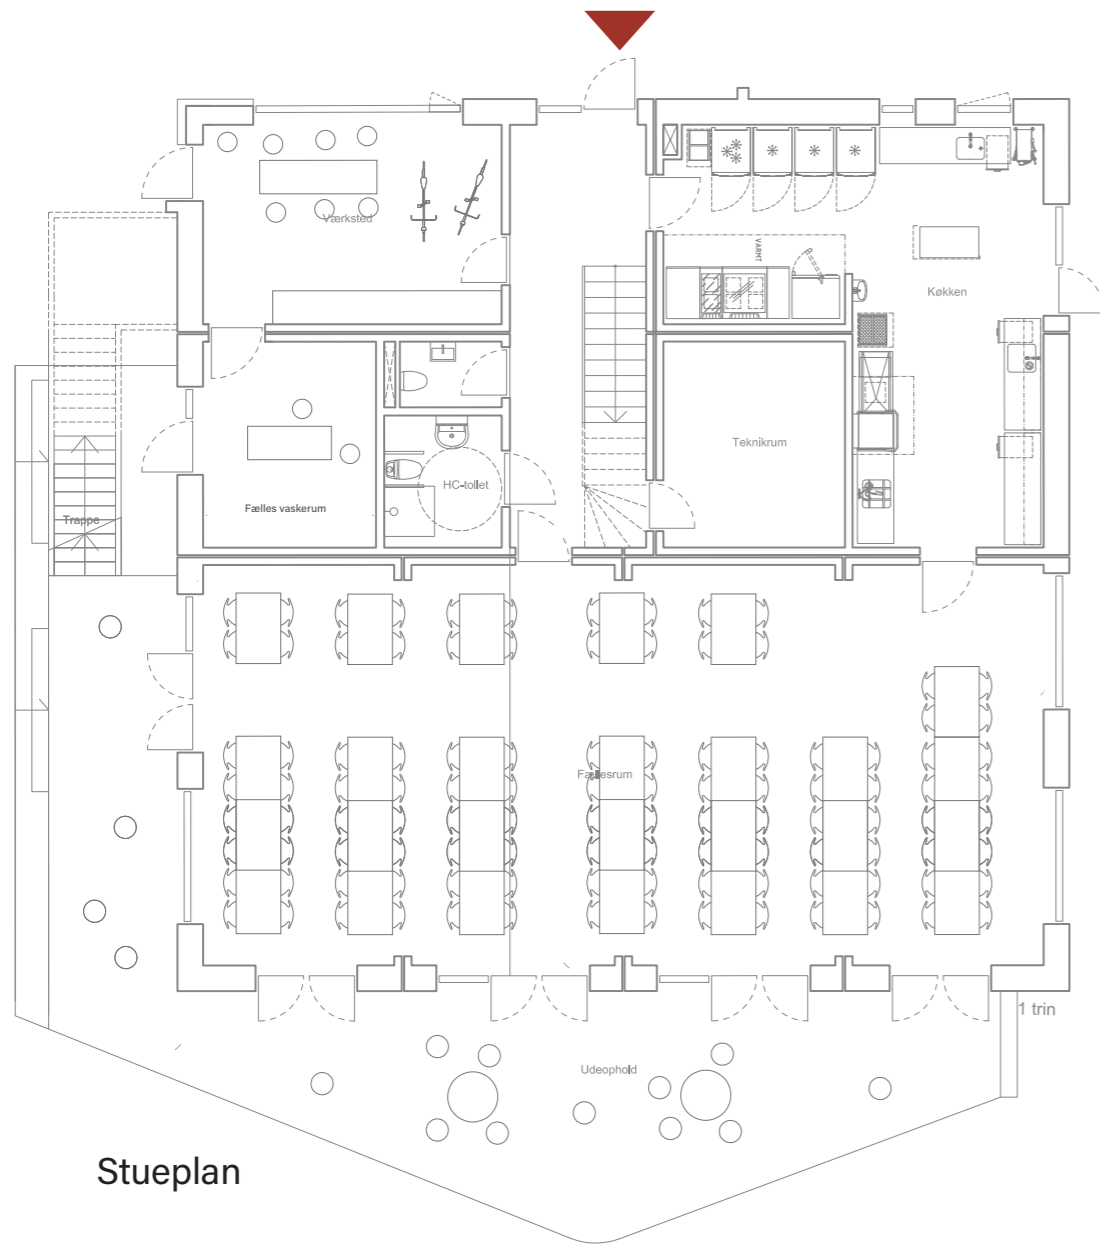 Værksted
VARMT
Køkken
Teknikrum
HC-toilet
Fælles vaskerum
Trappe
Fællesrum
1 trin
Udeophold
Stueplan